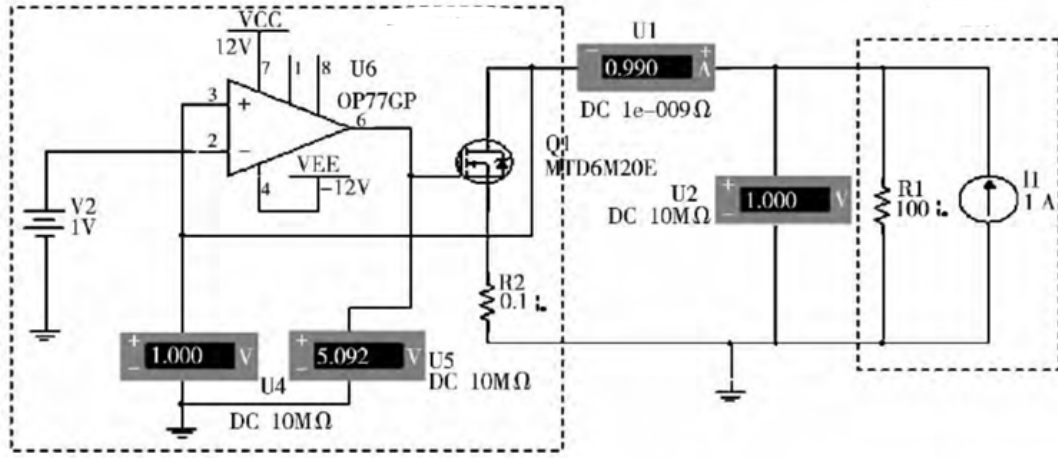 VCC
12V
7
1
8
U6
OP77GP
3
+
6
2
−
4
VEE
-12V
V2
1V
Q1
MTD6M20E
R2
0.1
+
1.000
V
−
U4
DC 10MΩ
+
5.092
V
−
U5
DC 10MΩ
U1
−
0.990
+
A
DC 1e-009Ω
U2
DC 10MΩ
+
1.000
V
−
R1
100
I1
1 A